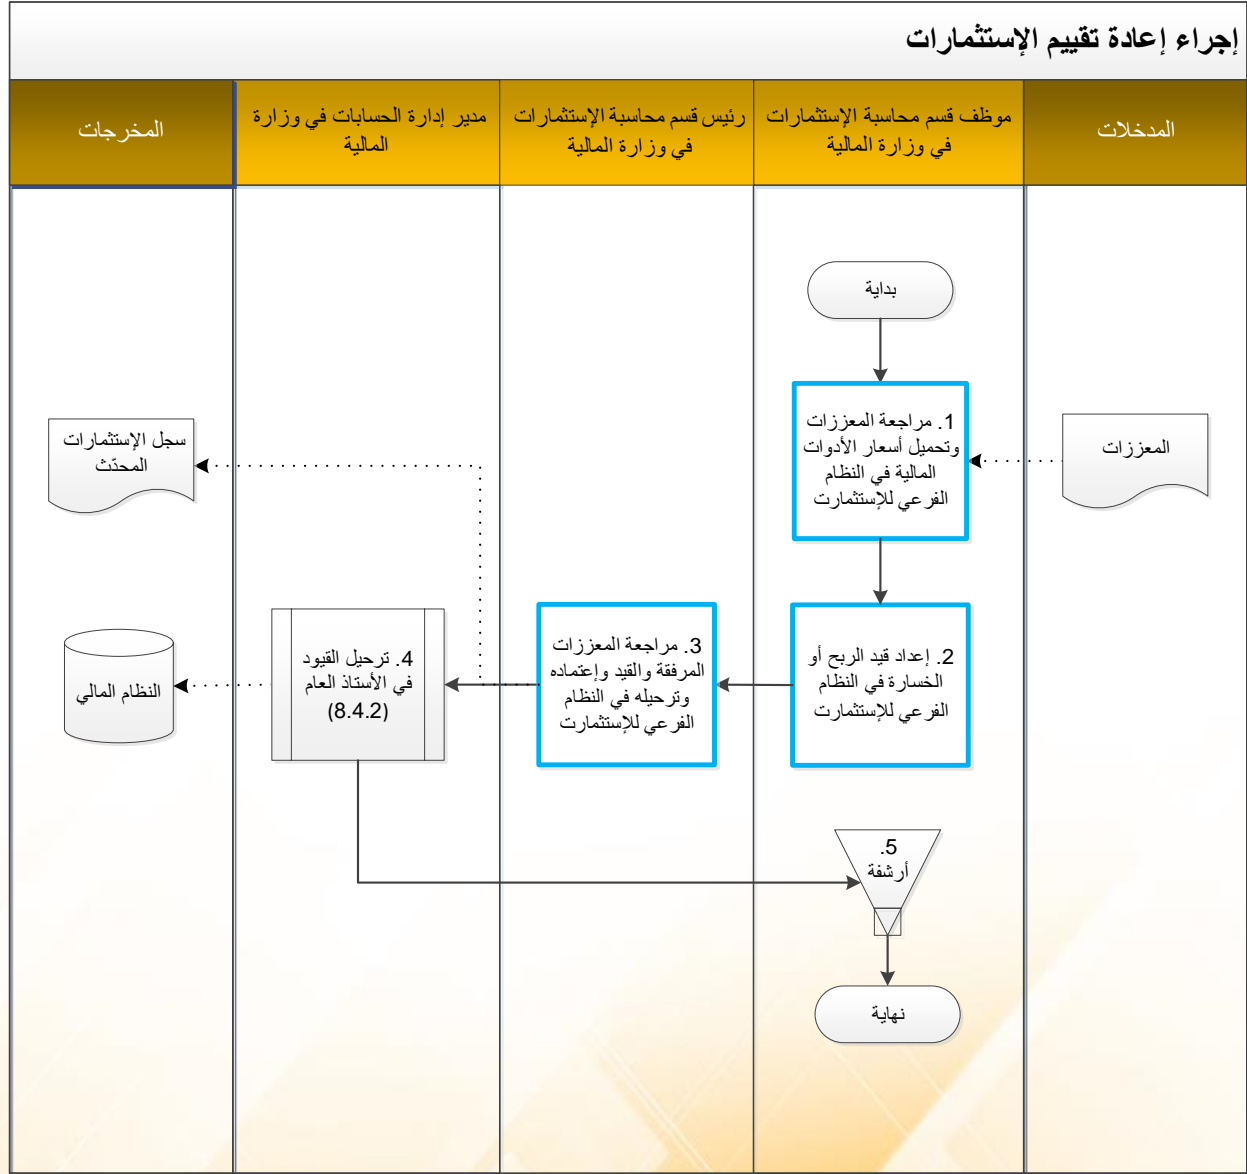 إجراء إعادة تقييم الإستثمارات
المدخلات
موظف قسم محاسبة الإستثمارات
في وزارة المالية
رئيس قسم محاسبة الإستثمارات
في وزارة المالية
مدير إدارة الحسابات في وزارة
المالية
المخرجات
بداية
المعززات
1. مراجعة المعززات
وتحميل أسعار الأدوات
المالية في النظام
الفرعي للإستثمارت
سجل الإستثمارات
المحدّث
2. إعداد قيد الربح أو
الخسارة في النظام
الفرعي للإستثمارت
3. مراجعة المعززات
المرفقة والقيد وإعتماده
وترحيله في النظام
الفرعي للإستثمارت
4. ترحيل القيود
في الأستاذ العام
(8.4.2)
النظام المالي
5.
أرشفة
نهاية